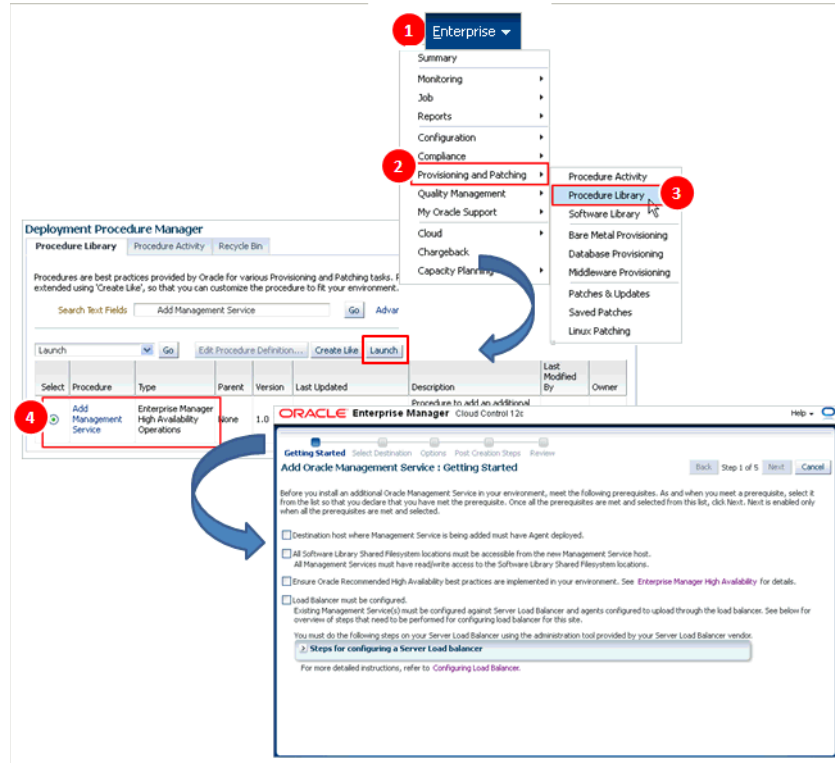 1
Enterprise
Summary
Monitoring
Job
Reports
Configuration
Compliance
2
Provisioning and Patching
Quality Management
My Oracle Support
Cloud
Chargeback
Capacity Planning
Procedure Activity
Procedure Library
3
Software Library
Bare Metal Provisioning
Database Provisioning
Middleware Provisioning
Patches & Updates
Saved Patches
Linux Patching
Deployment Procedure Manager
Procedure Library Procedure Activity Recycle Bin
Procedures are best practices provided by Oracle for various Provisioning and Patching tasks.
extended using 'Create Like', so that you can customize the procedure to fit your environment.
Search Text Fields Add Management Service Go Advan
Launch Go Edit Procedure Definition... Create Like Launch
Select Procedure Type Parent Version Last Updated Description Last Modified By Owner
4
Add Management Service Enterprise Manager High Availability Operations None 1.0 Procedure to add an additional
ORACLE Enterprise Manager Cloud Control 12c Help
Getting Started Select Destination Options Post Creation Steps Review
Add Oracle Management Service : Getting Started Back Step 1 of 5 Next Cancel
Before you install an additional Oracle Management Service in your environment, meet the following prerequisites. As and when you meet a prerequisite, select it
from the list so that you declare that you have met the prerequisite. Once all the prerequisites are met and selected from this list, click Next. Next is enabled only
when all the prerequisites are met and selected.
Destination host where Management Service is being added must have Agent deployed.
All Software Library Shared Filesystem locations must be accessible from the new Management Service host.
All Management Services must have read/write access to the Software Library Shared Filesystem locations.
Ensure Oracle Recommended High Availability best practices are implemented in your environment. See Enterprise Manager High Availability for details.
Load Balancer must be configured.
Existing Management Service(s) must be configured against Server Load Balancer and agents configured to upload through the load balancer. See below for
overview of steps that need to be performed for configuring load balancer for this site.
You must do the following steps on your Server Load Balancer using the administration tool provided by your Server Load Balancer vendor.
Steps for configuring a Server Load balancer
For more detailed instructions, refer to Configuring Load Balancer.